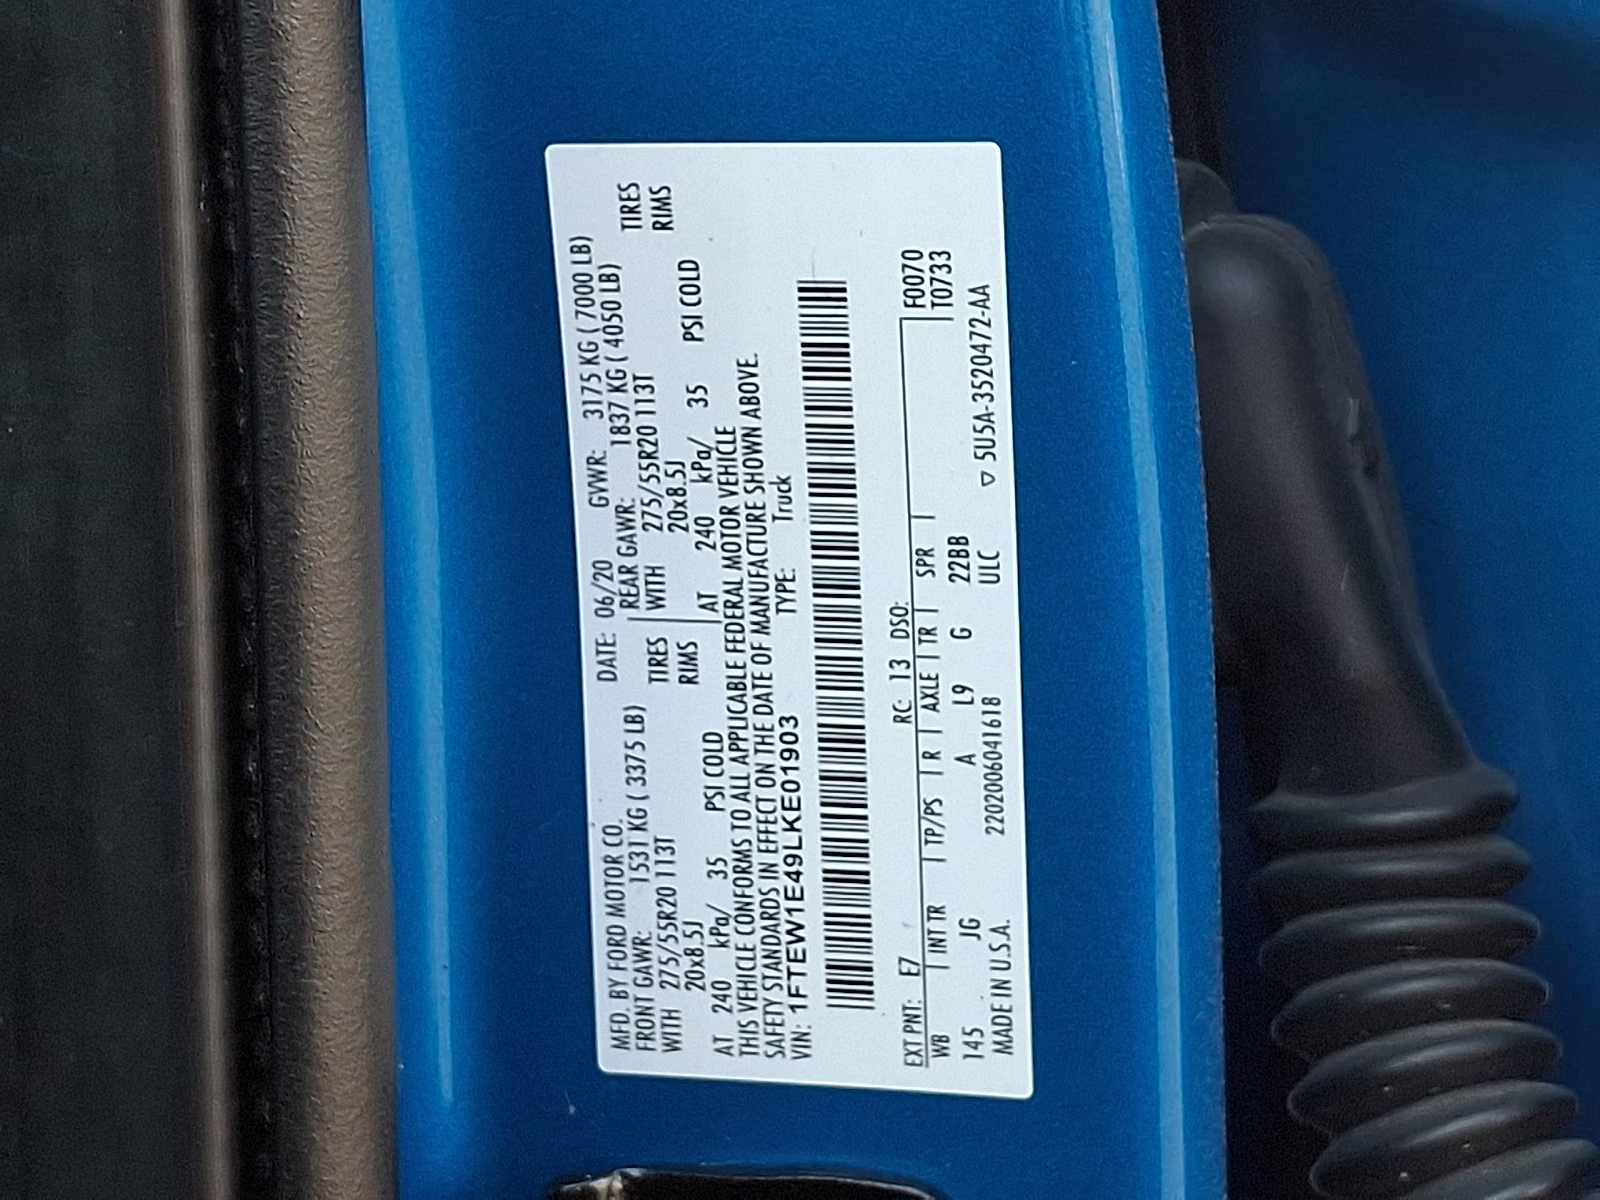 MFD. BY FORD MOTOR CO. DATE: 06/20 GVWR: 3175 KG ( 7000 LB)
FRONT GAWR: 1531 KG ( 3375 LB) REAR GAWR: 1837 KG ( 4050 LB)
WITH 275/55R20 113T TIRES WITH 275/55R20 113T TIRES
20x8.5J RIMS 20x8.5J RIMS
AT 240 kPa/ 35 PSI COLD AT 240 kPa/ 35 PSI COLD
THIS VEHICLE CONFORMS TO ALL APPLICABLE FEDERAL MOTOR VEHICLE
SAFETY STANDARDS IN EFFECT ON THE DATE OF MANUFACTURE SHOWN ABOVE.
VIN: 1FTEW1E49LKE01903 TYPE: Truck
EXT PNT: E7 RC: 13 DSO: F0070
WB INT TR TP/PS R AXLE TR SPR T0733
145 JG A L9 G 22BB
MADE IN U.S.A. 2202006041618 ULC ▽ 5U5A-3520472-AA